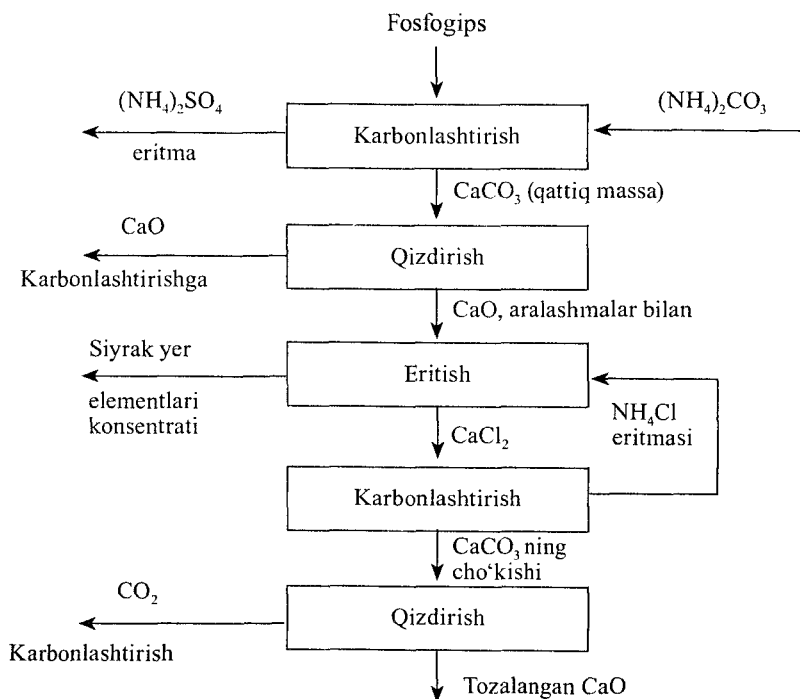 Fosfogips
(NH₄)₂SO₄
eritma
Karbonlashtirish
(NH₄)₂CO₃
CaCO₃ (qattiq massa)
CaO
Karbonlashtirishga
Qizdirish
CaO, aralashmalar bilan
Siyrak yer
elementlari
konsentrati
Eritish
NH₄Cl
eritmasi
CaCl₂
Karbonlashtirish
CaCO₃ ning
cho‘kishi
CO₂
Karbonlashtirish
Qizdirish
Tozalangan CaO